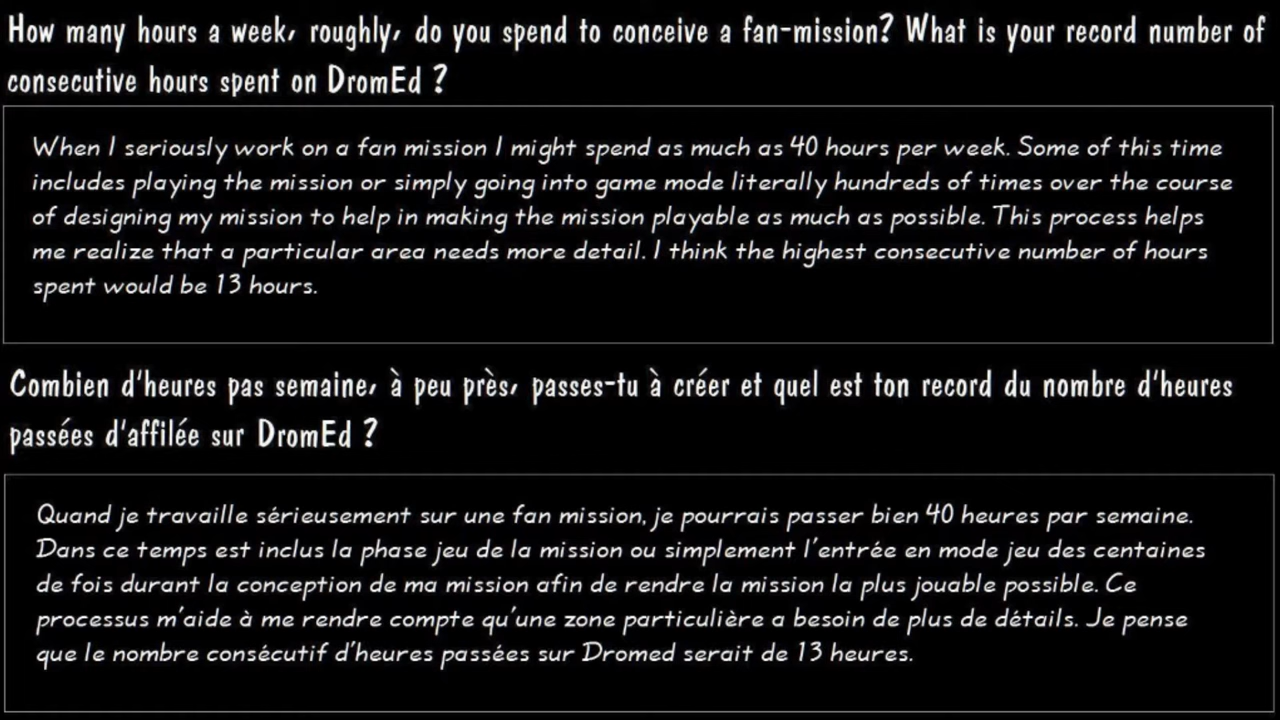 How many hours a week, roughly, do you spend to conceive a fan-mission? What is your record number of
consecutive hours spent on DromEd ?
When I seriously work on a fan mission I might spend as much as 40 hours per week. Some of this time
includes playing the mission or simply going into game mode literally hundreds of times over the course
of designing my mission to help in making the mission playable as much as possible. This process helps
me realize that a particular area needs more detail. I think the highest consecutive number of hours
spent would be 13 hours.
Combien d'heures pas semaine, à peu près, passes-tu à créer et quel est ton record du nombre d'heures
passées d'affilée sur DromEd ?
Quand je travaille sérieusement sur une fan mission, je pourrais passer bien 40 heures par semaine.
Dans ce temps est inclus la phase jeu de la mission ou simplement l'entrée en mode jeu des centaines
de fois durant la conception de ma mission afin de rendre la mission la plus jouable possible. Ce
processus m'aide à me rendre compte qu'une zone particulière a besoin de plus de détails. Je pense
que le nombre consécutif d'heures passées sur Dromed serait de 13 heures.